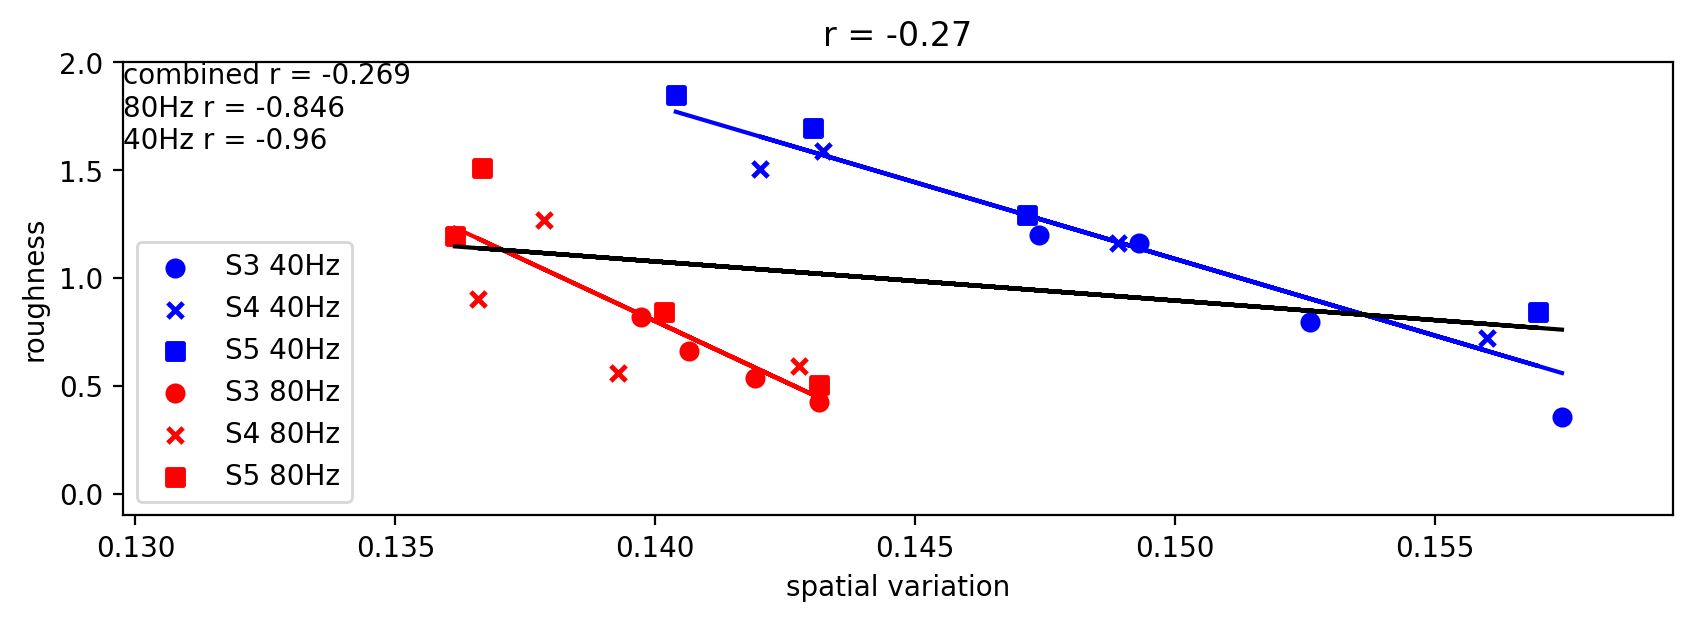 r = -0.27
combined r = -0.269
80Hz r = -0.846
40Hz r = -0.96
2.0
1.5
1.0
0.5
0.0
roughness
S3 40Hz
S4 40Hz
S5 40Hz
S3 80Hz
S4 80Hz
S5 80Hz
0.130 0.135 0.140 0.145 0.150 0.155
spatial variation